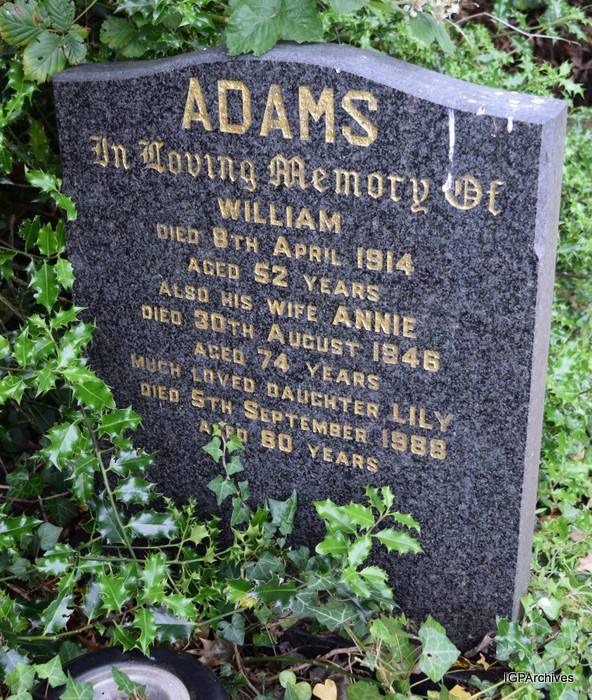 ADAMS
In Loving Memory Of
WILLIAM
DIED 8TH APRIL 1914
AGED 52 YEARS
ALSO HIS WIFE ANNIE
DIED 30TH AUGUST 1946
AGED 74 YEARS
MUCH LOVED DAUGHTER LILY
DIED 5TH SEPTEMBER 1988
AGED 80 YEARS
IGPArchives